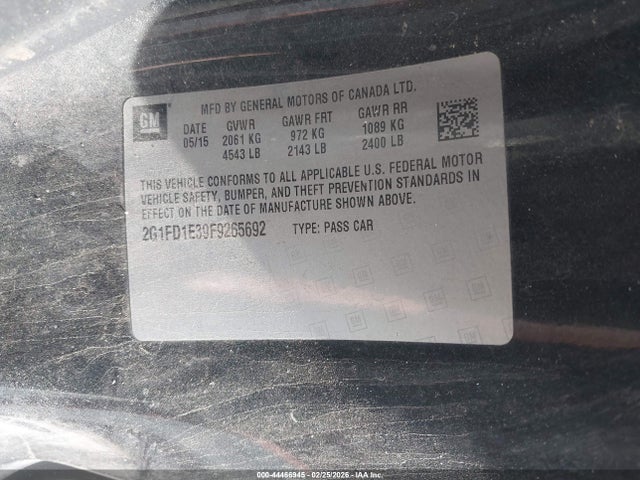 MFD BY GENERAL MOTORS OF CANADA LTD.
GM
DATE GVWR GAWR FRT GAWR RR
05/15 2061 KG 972 KG 1089 KG
4543 LB 2143 LB 2400 LB
THIS VEHICLE CONFORMS TO ALL APPLICABLE U.S. FEDERAL MOTOR
VEHICLE SAFETY, BUMPER, AND THEFT PREVENTION STANDARDS IN
EFFECT ON THE DATE OF MANUFACTURE SHOWN ABOVE.
2G1FD1E39F9265692 TYPE: PASS CAR
000-44466945 - 02/25/2026 - IAAI.COM